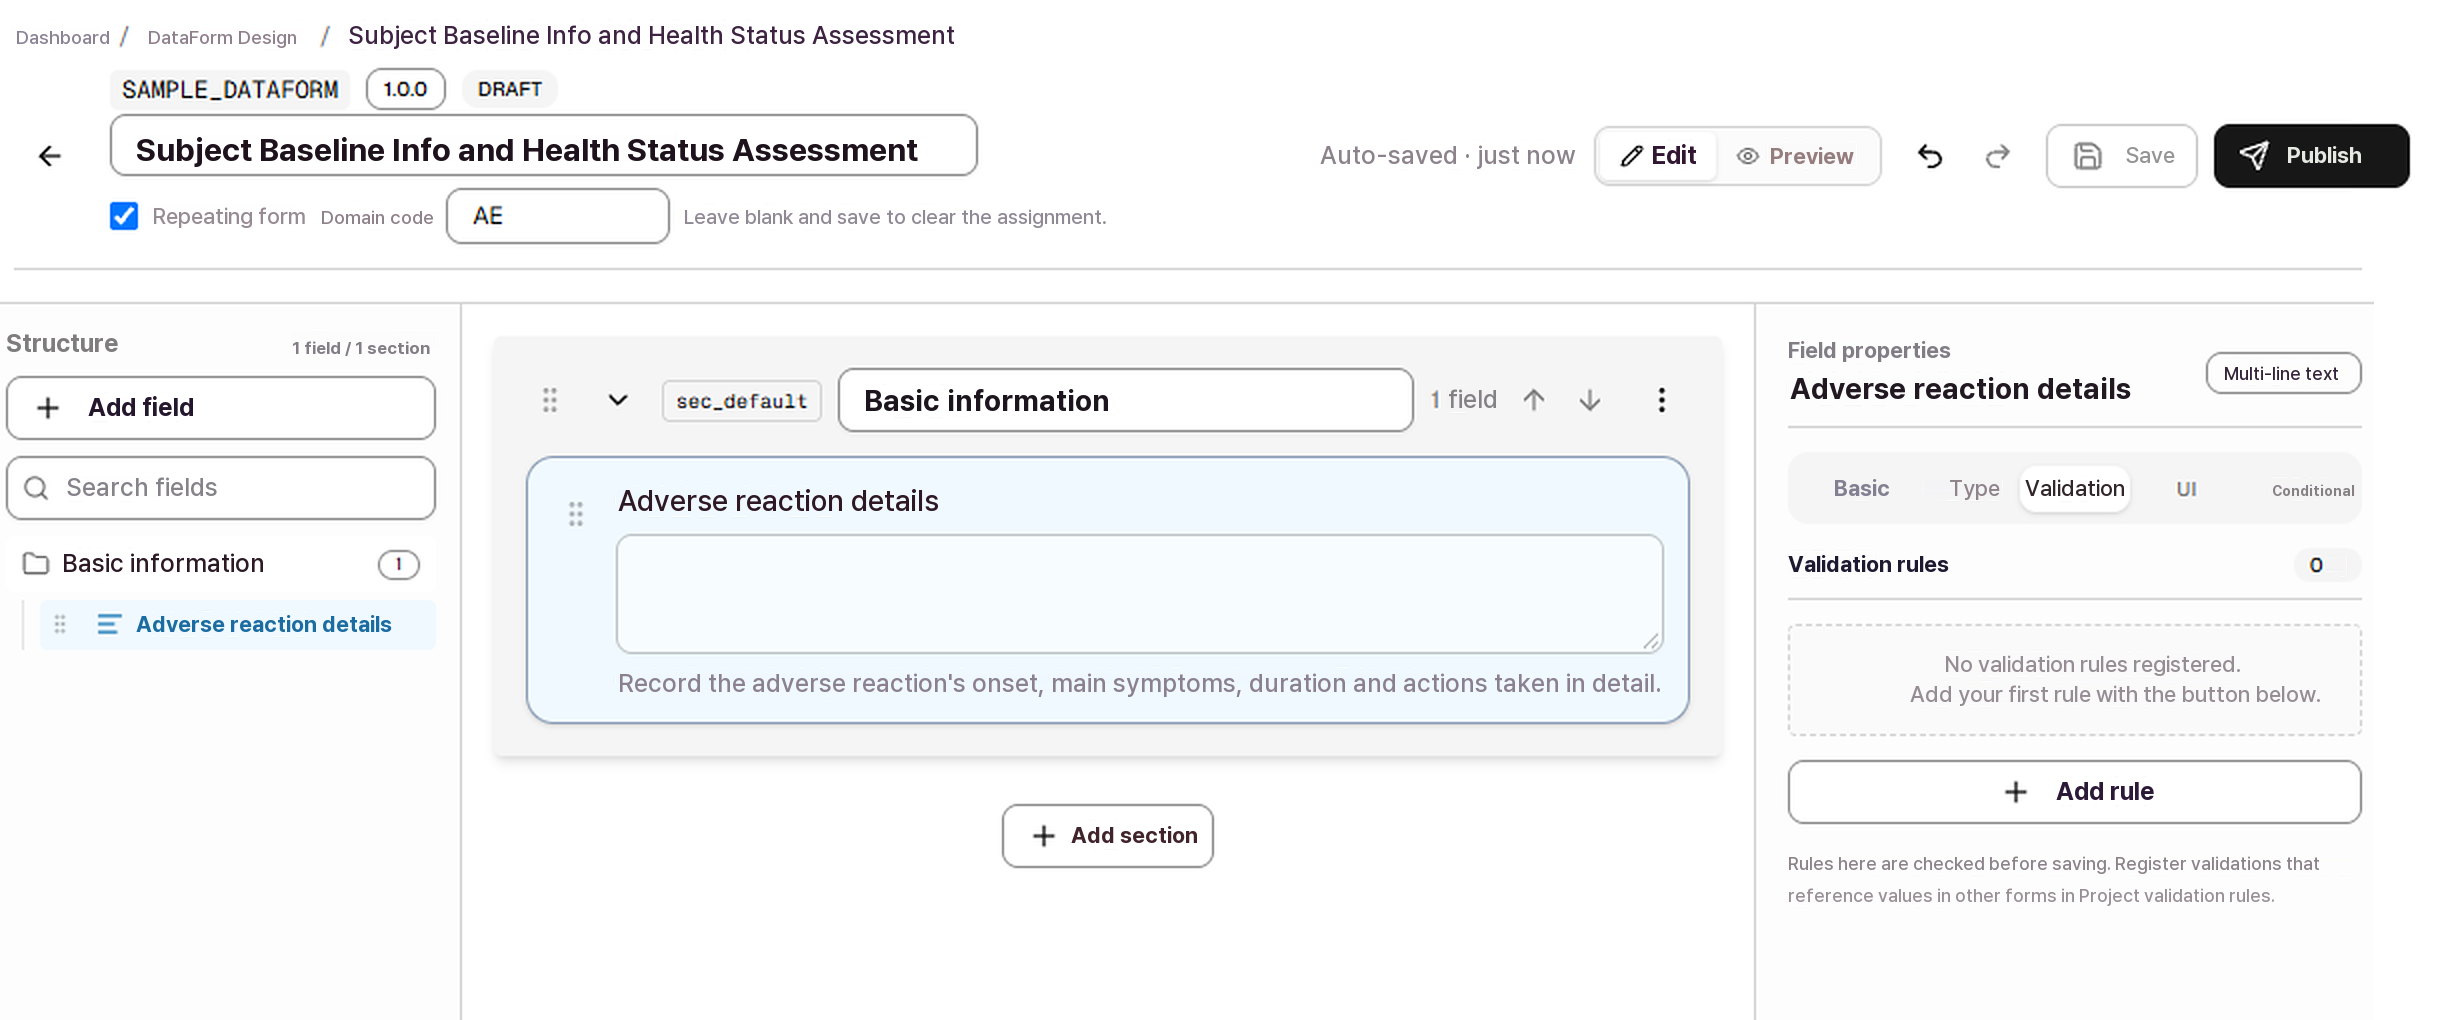 Dashboard / DataForm Design / Subject Baseline Info and Health Status Assessment
SAMPLE_DATAFORM 1.0.0 DRAFT
Subject Baseline Info and Health Status Assessment
Auto-saved · just now Edit Preview Save Publish
Repeating form Domain code AE Leave blank and save to clear the assignment.
Structure 1 field / 1 section
Add field
Search fields
Basic information 1
Adverse reaction details
sec_default Basic information 1 field
Adverse reaction details
Record the adverse reaction's onset, main symptoms, duration and actions taken in detail.
Add section
Field properties
Adverse reaction details Multi-line text
Basic Type Validation UI Conditional
Validation rules 0
No validation rules registered.
Add your first rule with the button below.
Add rule
Rules here are checked before saving. Register validations that
reference values in other forms in Project validation rules.